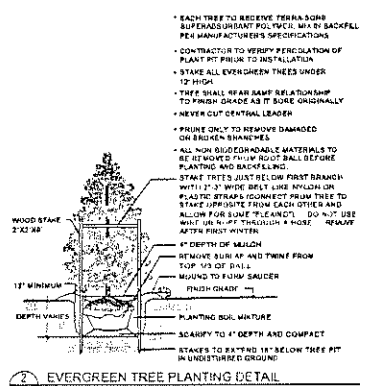 • EACH TREE TO RECEIVE TERRA-SORB
SUPERABSORBANT POLYMER, MIX IN BACKFILL
PER MANUFACTURER'S SPECIFICATIONS
• CONTRACTOR TO VERIFY PERCOLATION OF
PLANT PIT PRIOR TO INSTALLATION
• STAKE ALL EVERGREEN TREES UNDER
12' HIGH
• TREE SHALL BEAR SAME RELATIONSHIP
TO FINISH GRADE AS IT BORE ORIGINALLY
• NEVER CUT CENTRAL LEADER
• PRUNE ONLY TO REMOVE DAMAGED
OR BROKEN BRANCHES
• ALL NON BIODEGRADABLE MATERIALS TO
BE REMOVED FROM ROOT BALL BEFORE
PLANTING AND BACKFILLING.
STAKE TREES JUST BELOW FIRST BRANCH
WITH 2"-3" WIDE BELT LIKE NYLON OR
PLASTIC STRAPS (CONNECT FROM TREE TO
STAKE OPPOSITE FROM EACH OTHER AND
ALLOW FOR SOME FLEXING) DO NOT USE
WIRE OR ROPE THROUGH A HOSE REMOVE
AFTER FIRST WINTER
WOOD STAKE
2"X2"X8'
4" DEPTH OF MULCH
REMOVE BURLAP AND TWINE FROM
TOP 1/3 OF BALL
MOUND TO FORM SAUCER
12" MINIMUM
FINISH GRADE
DEPTH VARIES
PLANTING SOIL MIXTURE
SCARIFY TO 4" DEPTH AND COMPACT
STAKES TO EXTEND 18" BELOW TREE PIT
IN UNDISTURBED GROUND
2 EVERGREEN TREE PLANTING DETAIL